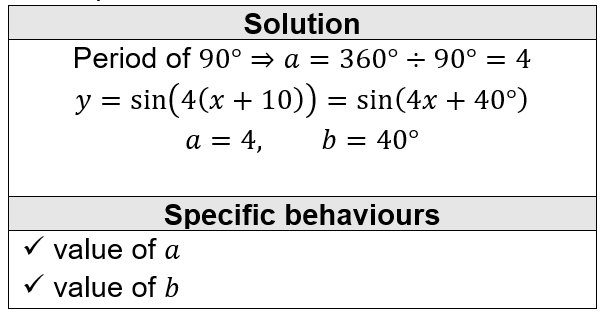 Solution
Period of 90° ⇒ a = 360° ÷ 90° = 4
y = sin(4(x + 10)) = sin(4x + 40°)
a = 4, b = 40°
Specific behaviours
✓ value of a
✓ value of b